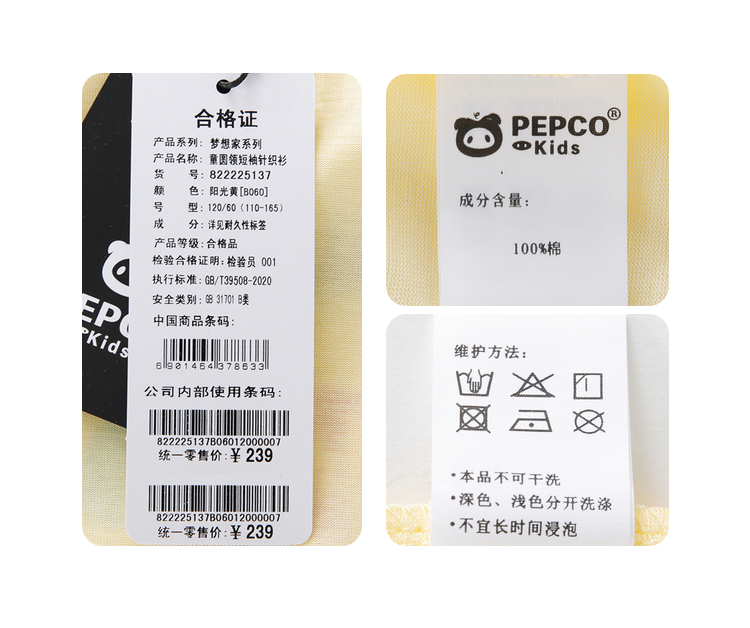 合格证
产品系列: 梦想家系列
产品名称: 童圆领短袖针织衫
货 号: 822225137
颜 色: 阳光黄[B060]
号 型: 120/60（110-165）
成 分: 详见耐久性标签
产品等级: 合格品
检验合格证明: 检验员 001
执行标准: GB/T39508-2020
安全类别: GB 31701 B类
中国商品条码:
6901464378633
公司内部使用条码:
822225137B06012000007
统一零售价: ¥ 239
822225137B06012000007
统一零售价: ¥ 239
EPC
Kids
PEPCO®
Kids
成分含量:
100%棉
维护方法:
·本品不可干洗
·深色、浅色分开洗涤
·不宜长时间浸泡